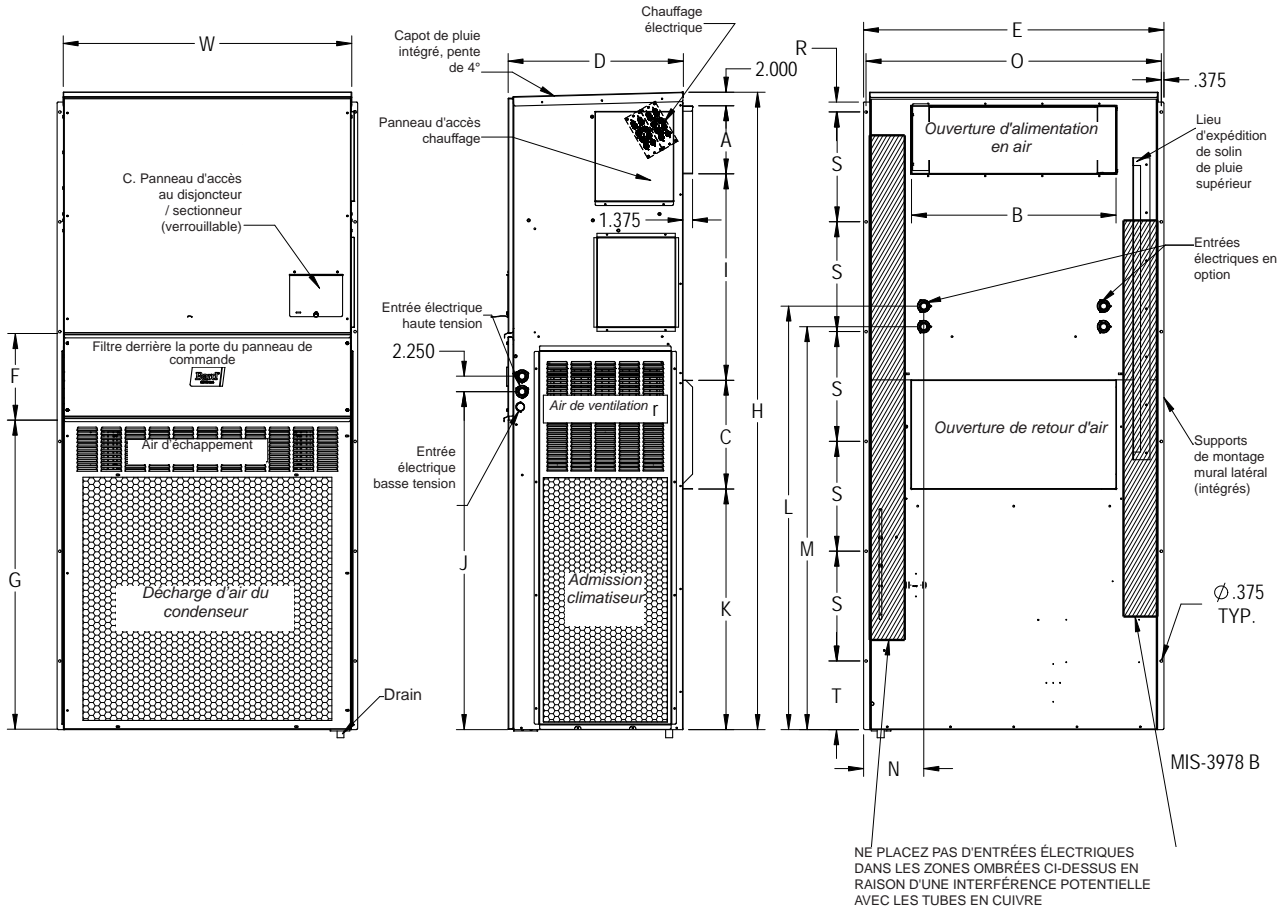 W
C. Panneau d'accès
au disjoncteur
/ sectionneur
(verrouillable)
F
Filtre derrière la porte du panneau de
commande
Bard
Air d'échappement
G
Décharge d'air du
condenseur
Drain
Chauffage
électrique
Capot de pluie
intégré, pente
de 4°
D
2.000
Panneau d'accès
chauffage
A
1.375
I
Entrée électrique
haute tension
2.250
H
Air de ventilation r
C
Entrée
électrique
basse tension
J
Admission
climatiseur
K
E
R
O
.375
Ouverture d'alimentation
en air
Lieu
d'expédition
de solin
de pluie
supérieur
S
B
Entrées
électriques en
option
S
S
Ouverture de retour d'air
Supports
de montage
mural latéral
(intégrés)
L
S
M
S
Ø .375
TYP.
T
N
MIS-3978 B
NE PLACEZ PAS D'ENTRÉES ÉLECTRIQUES
DANS LES ZONES OMBRÉES CI-DESSUS EN
RAISON D'UNE INTERFÉRENCE POTENTIELLE
AVEC LES TUBES EN CUIVRE